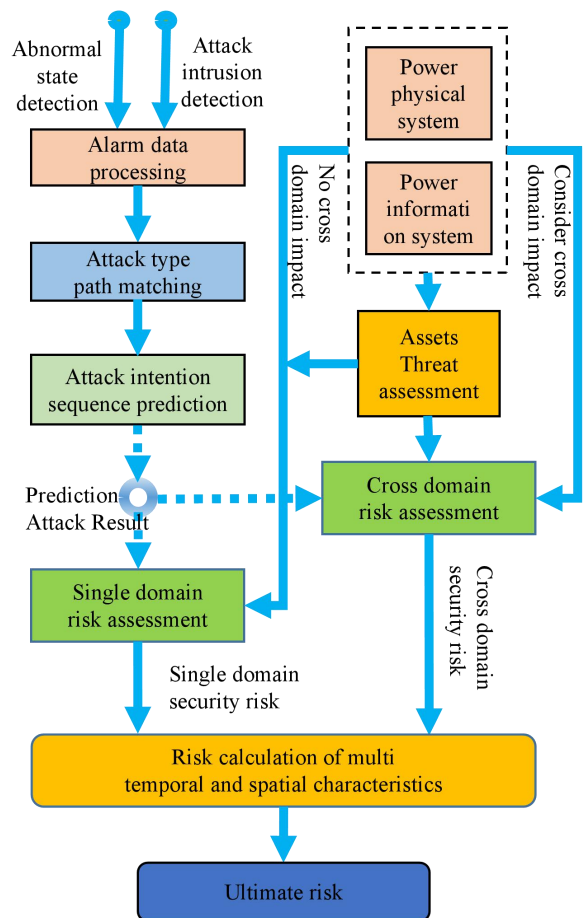 Abnormal
state
detection
Attack
intrusion
detection
Alarm data
processing
Attack type
path matching
Attack intention
sequence prediction
Prediction
Attack Result
Single domain
risk assessment
Single domain
security risk
Power
physical
system
Power
informati
on system
No cross
domain impact
Consider cross
domain impact
Assets
Threat
assessment
Cross domain
risk assessment
Cross domain
security risk
Risk calculation of multi
temporal and spatial characteristics
Ultimate risk